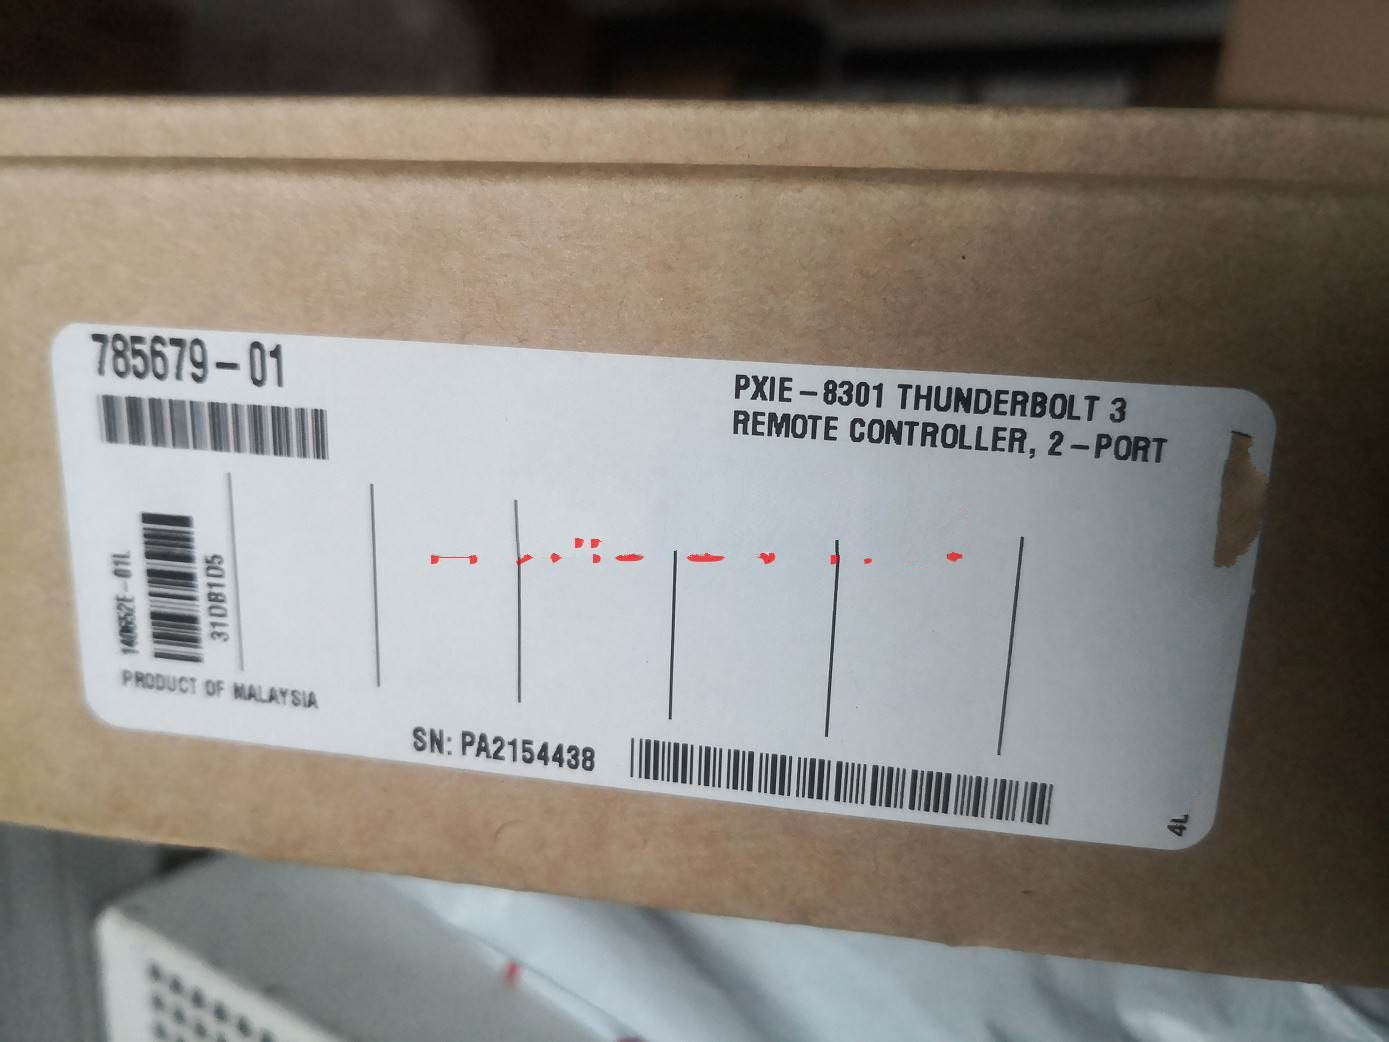 785679-01
PXIE-8301 THUNDERBOLT 3
REMOTE CONTROLLER, 2-PORT
140652E-01L
31DB1D5
PRODUCT OF MALAYSIA
SN: PA2154438
4L